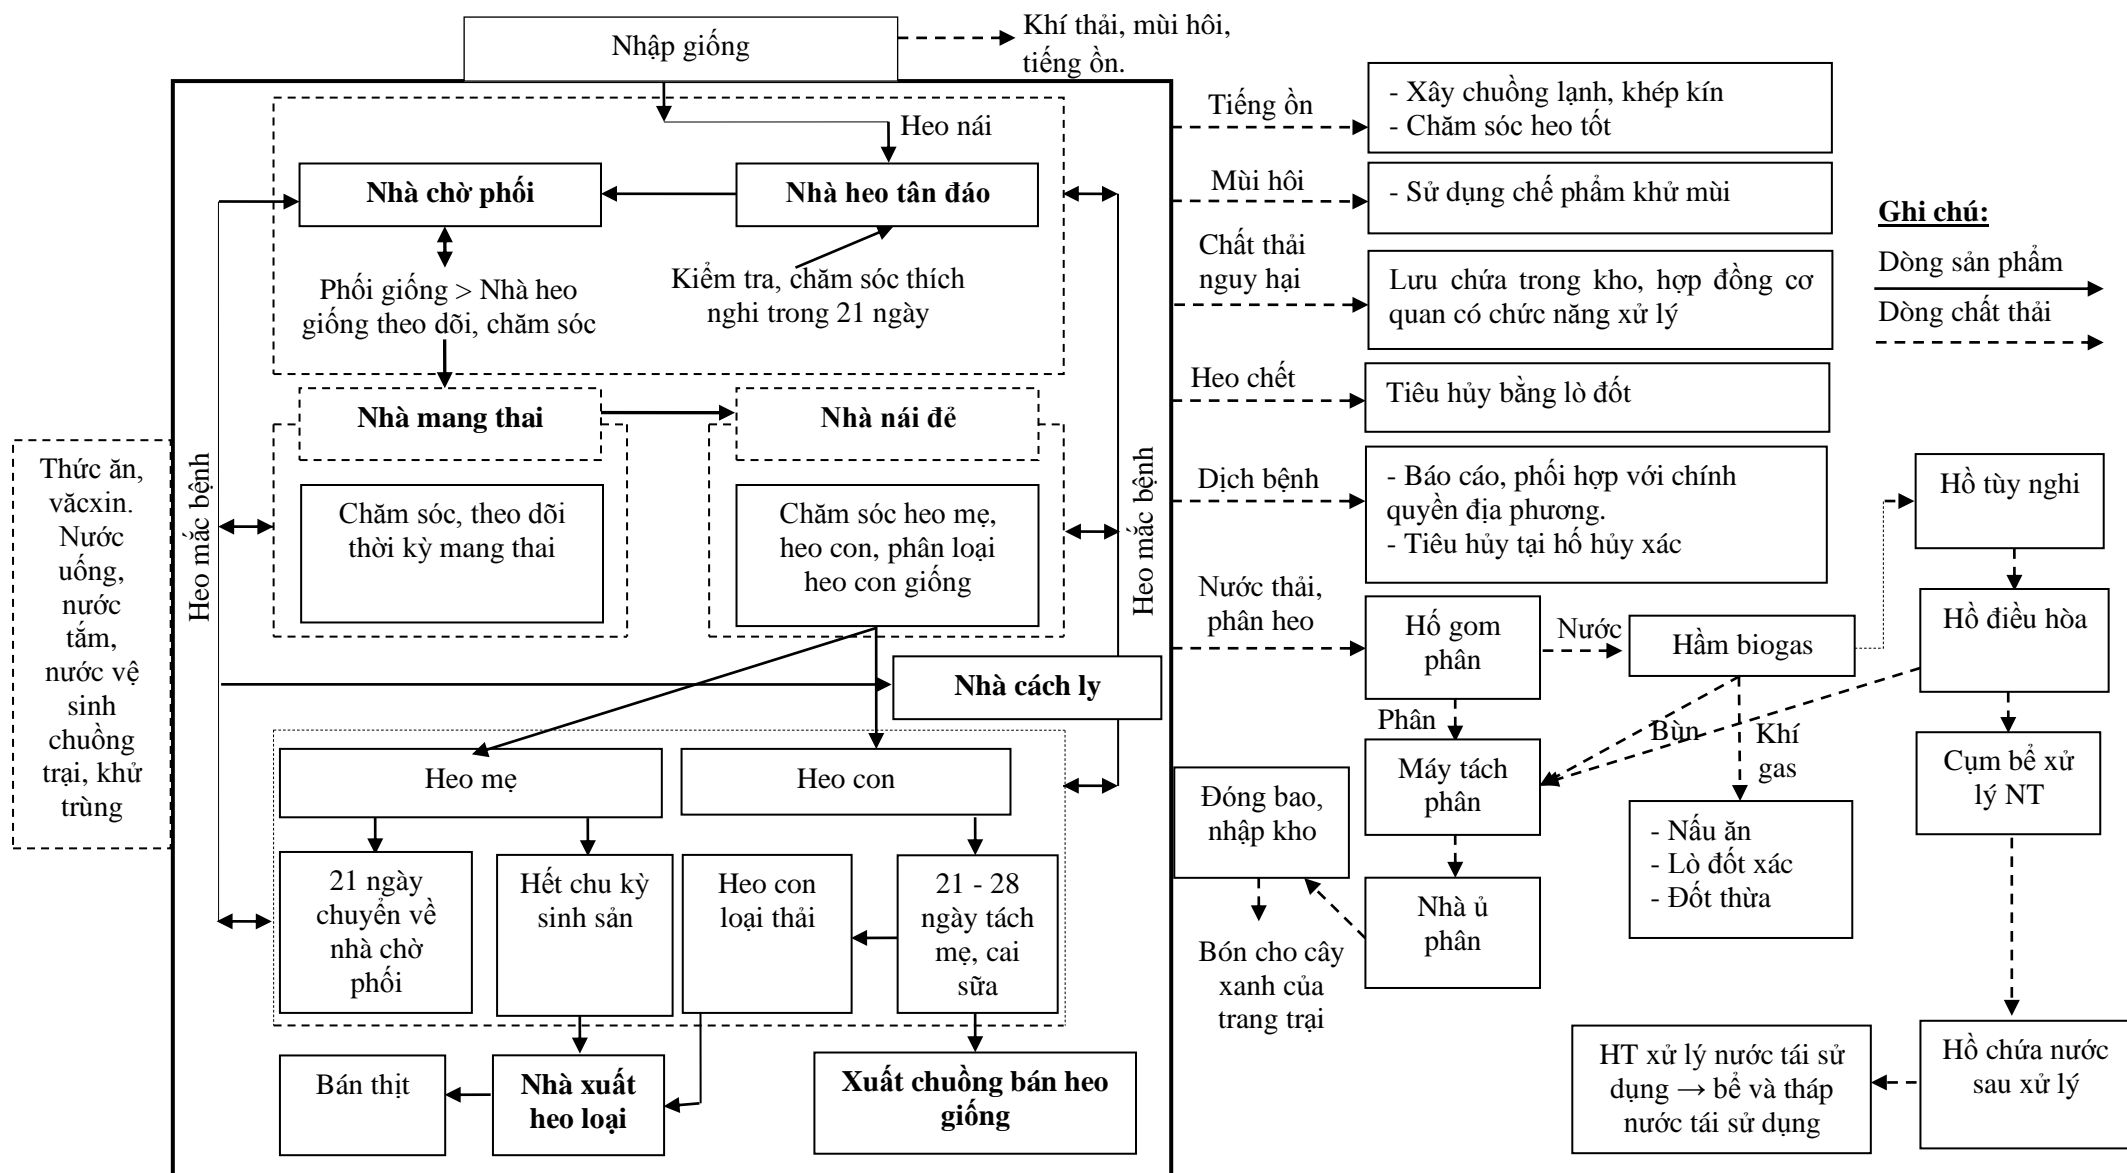 Nhập giống
Khí thải, mùi hôi,
tiếng ồn.
Heo nái
Nhà chờ phối
Nhà heo tân đáo
Phối giống > Nhà heo
giống theo dõi, chăm sóc
Kiểm tra, chăm sóc thích
nghi trong 21 ngày
Nhà mang thai
Nhà nái đẻ
Chăm sóc, theo dõi
thời kỳ mang thai
Chăm sóc heo mẹ,
heo con, phân loại
heo con giống
Thức ăn,
văcxin.
Nước
uống,
nước
tắm,
nước vệ
sinh
chuồng
trại, khử
trùng
Heo mắc bệnh
Heo mắc bệnh
Nhà cách ly
Heo mẹ
Heo con
21 ngày
chuyển về
nhà chờ
phối
Hết chu kỳ
sinh sản
Heo con
loại thải
21 - 28
ngày tách
mẹ, cai
sữa
Bán thịt
Nhà xuất
heo loại
Xuất chuồng bán heo
giống
Tiếng ồn
- Xây chuồng lạnh, khép kín
- Chăm sóc heo tốt
Mùi hôi
- Sử dụng chế phẩm khử mùi
Chất thải
nguy hại
Lưu chứa trong kho, hợp đồng cơ
quan có chức năng xử lý
Heo chết
Tiêu hủy bằng lò đốt
Dịch bệnh
- Báo cáo, phối hợp với chính
quyền địa phương.
- Tiêu hủy tại hố hủy xác
Nước thải,
phân heo
Hố gom
phân
Nước
Hầm biogas
Hồ tùy nghi
Hồ điều hòa
Phân
Bùn
Khí
gas
Máy tách
phân
Cụm bể xử
lý NT
Đóng bao,
nhập kho
- Nấu ăn
- Lò đốt xác
- Đốt thừa
Nhà ủ
phân
Bón cho cây
xanh của
trang trại
HT xử lý nước tái sử
dụng → bể và tháp
nước tái sử dụng
Hồ chứa nước
sau xử lý
Ghi chú:
Dòng sản phẩm
Dòng chất thải